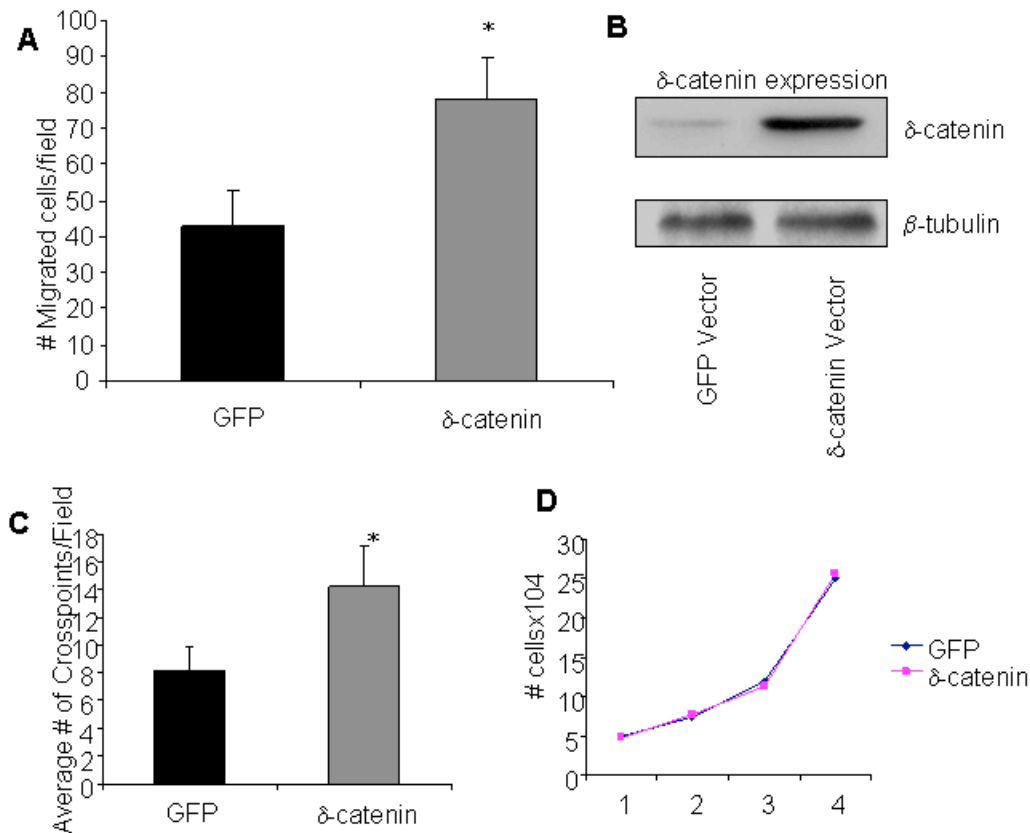 A
# Migrated cells/field
100
90
80
70
60
50
40
30
20
10
0
*
GFP
δ-catenin
B
δ-catenin expression
δ-catenin
β-tubulin
GFP Vector
δ-catenin Vector
C
Average # of Crosspoints/Field
18
16
14
12
10
8
6
4
2
0
*
GFP
δ-catenin
D
# cellsx104
30
25
20
15
10
5
0
1 2 3 4
GFP
δ-catenin